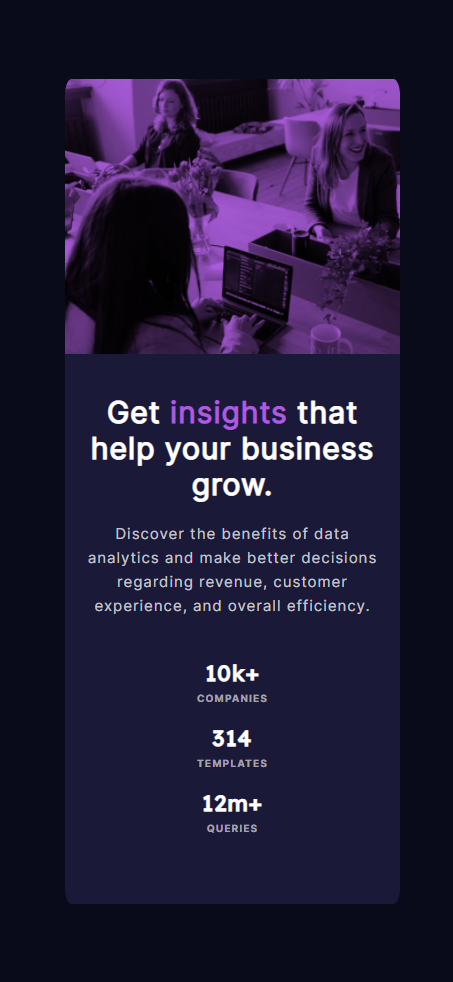 Get insights that
help your business
grow.
Discover the benefits of data
analytics and make better decisions
regarding revenue, customer
experience, and overall efficiency.
10k+
COMPANIES
314
TEMPLATES
12m+
QUERIES